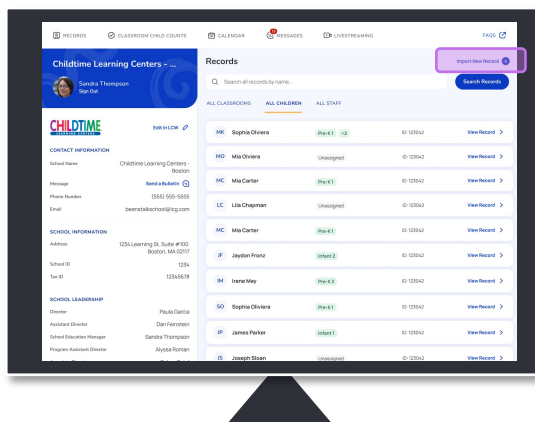 RECORDS CLASSROOM CHILD COUNTS CALENDAR MESSAGES LIVESTREAMING FAQS
Childtime Learning Centers - ...
Sandra Thompson
Sign Out
Records
Import New Record
Search all records by name...
Search Records
ALL CLASSROOMS ALL CHILDREN ALL STAFF
CHILDTIME
LEARNING CENTERS
Edit in LCW
CONTACT INFORMATION
School Name Childtime Learning Centers -
Boston
Message Send a Bulletin
Phone Number (555) 555-5555
Email beanstalkschool@lcg.com
SCHOOL INFORMATION
Address 1234 Learning St. Suite #100
Boston, MA 02117
School ID 1234
Tax ID 12345678
SCHOOL LEADERSHIP
Director Paula Garcia
Assistant Director Dan Feinstein
School Education Manager Sandra Thompson
Program Assistant Director Alyssa Roman
MK Sophia Olviera Pre-K 1 +2 ID: 123042 View Record
MO Mia Olviera Unassigned ID: 123042 View Record
MC Mia Carter Pre-K 1 ID: 123042 View Record
LC Lila Chapman Unassigned ID: 123042 View Record
MC Mia Carter Pre-K 1 ID: 123042 View Record
JF Jaydon Franz Infant 2 ID: 123042 View Record
IM Irene May Pre-K 3 ID: 123042 View Record
SO Sophia Oliviera Pre-K 1 ID: 123042 View Record
JP James Parker Infant 1 ID: 123042 View Record
JS Joseph Sloan Unassigned ID: 123042 View Record